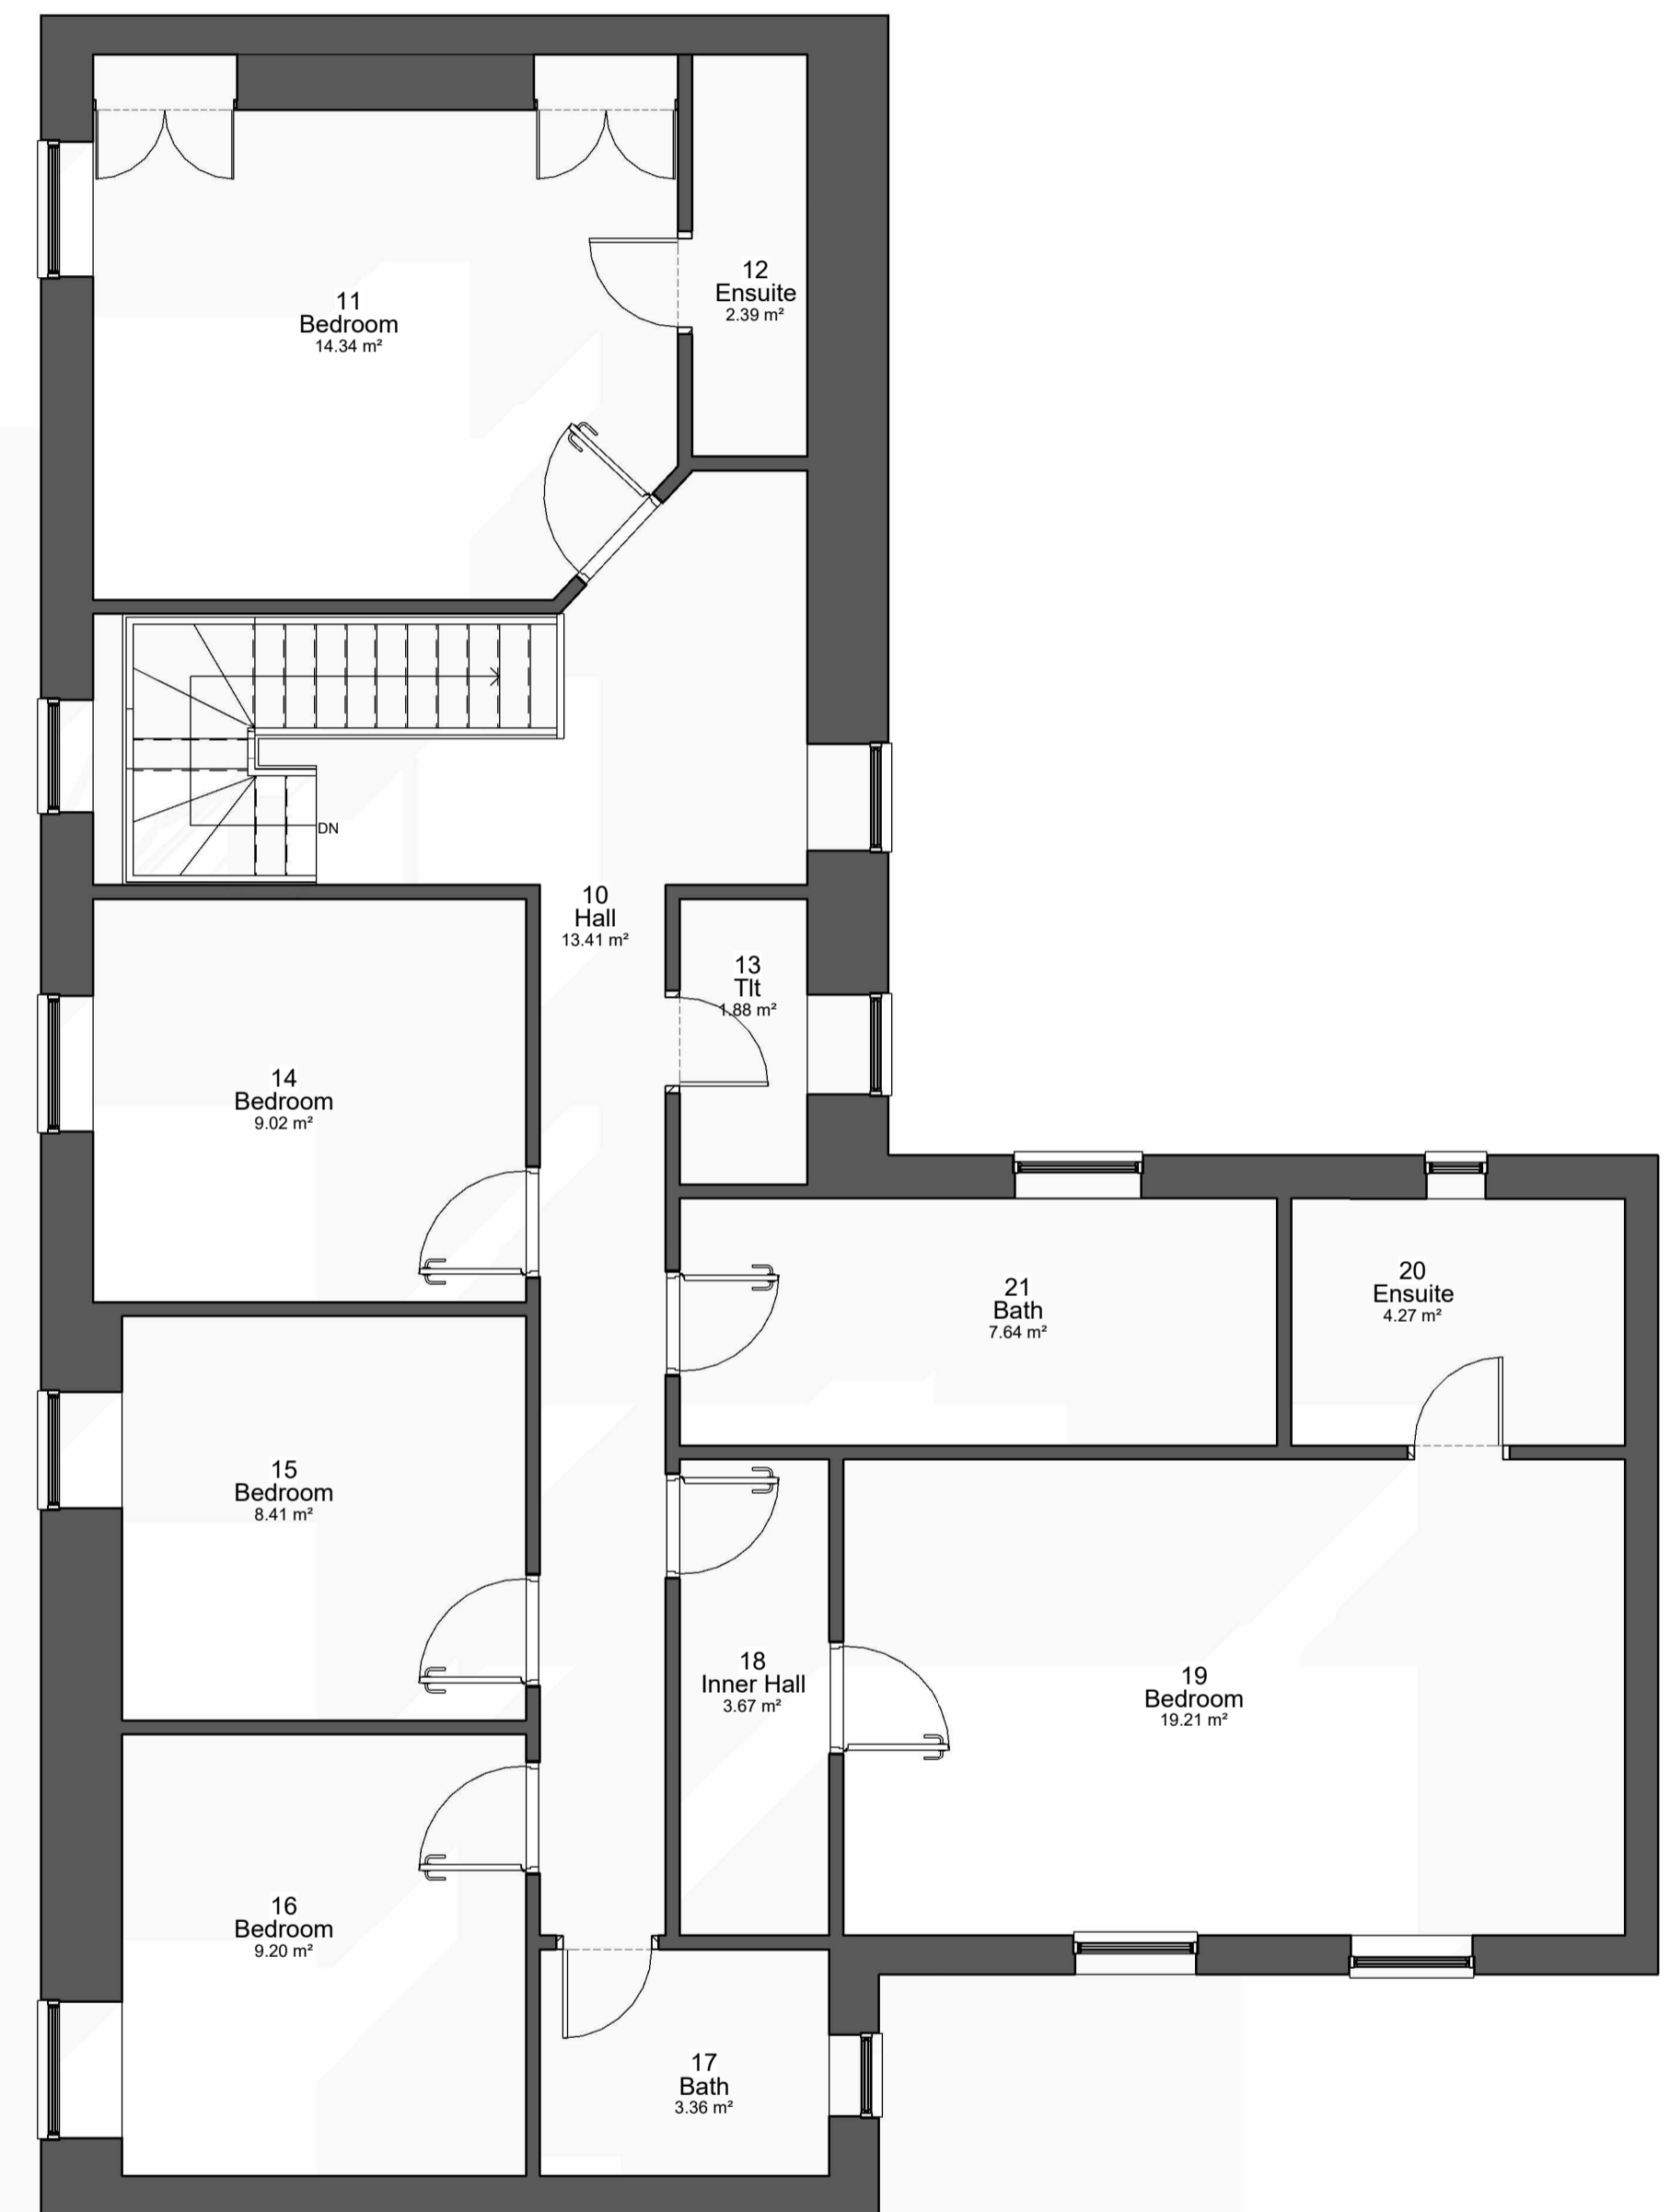 11
Bedroom
14.34 m²
12
Ensuite
2.39 m²
DN
10
Hall
13.41 m²
13
Tlt
1.88 m²
14
Bedroom
9.02 m²
21
Bath
7.64 m²
20
Ensuite
4.27 m²
15
Bedroom
8.41 m²
18
Inner Hall
3.67 m²
19
Bedroom
19.21 m²
16
Bedroom
9.20 m²
17
Bath
3.36 m²